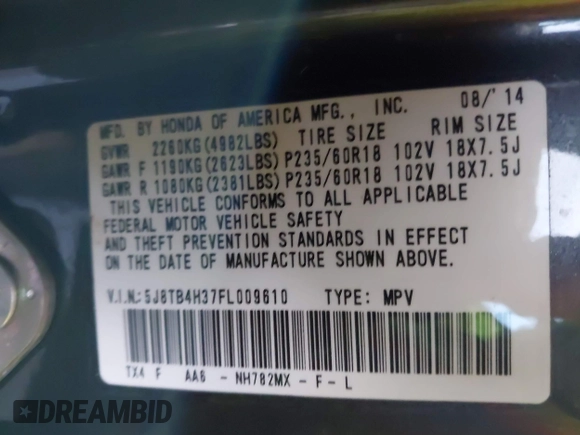 MFD. BY HONDA OF AMERICA MFG., INC. 08/'14
GVWR 2260KG(4982LBS) TIRE SIZE RIM SIZE
GAWR F 1190KG(2623LBS) P235/60R18 102V 18X7.5J
GAWR R 1080KG(2381LBS) P235/60R18 102V 18X7.5J
THIS VEHICLE CONFORMS TO ALL APPLICABLE
FEDERAL MOTOR VEHICLE SAFETY
AND THEFT PREVENTION STANDARDS IN EFFECT
ON THE DATE OF MANUFACTURE SHOWN ABOVE.
V.I.N.: 5J8TB4H37FL009610 TYPE: MPV
TX4 F AA6 - NH782MX - F - L
DREAMBID